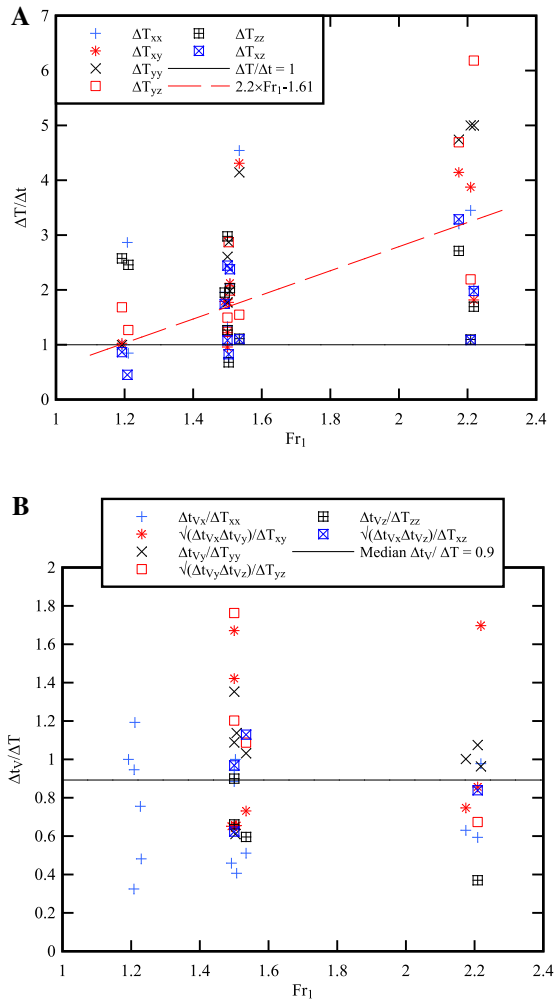 A
7
6
5
4
3
2
1
0
ΔT/Δt
ΔTxx
ΔTxy
ΔTyy
ΔTyz
ΔTzz
ΔTxz
ΔT/Δt = 1
2.2×Fr₁-1.61
1 1.2 1.4 1.6 1.8 2 2.2 2.4
Fr₁
B
ΔtVx/ΔTxx
√(ΔtVxΔtVy)/ΔTxy
ΔtVy/ΔTyy
√(ΔtVyΔtVz)/ΔTyz
ΔtVz/ΔTzz
√(ΔtVxΔtVz)/ΔTxz
Median ΔtV/ ΔT = 0.9
2
1.8
1.6
1.4
1.2
1
0.8
0.6
0.4
0.2
0
ΔtV/ΔT
1 1.2 1.4 1.6 1.8 2 2.2 2.4
Fr₁